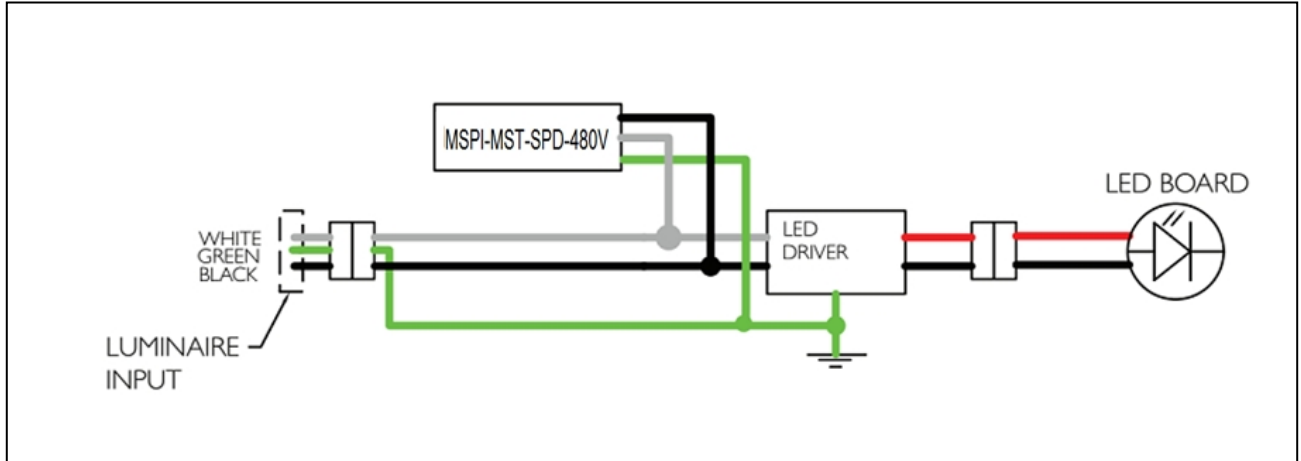 MSPI-MST-SPD-480V
LED BOARD
WHITE
GREEN
BLACK
LED
DRIVER
LUMINAIRE
INPUT